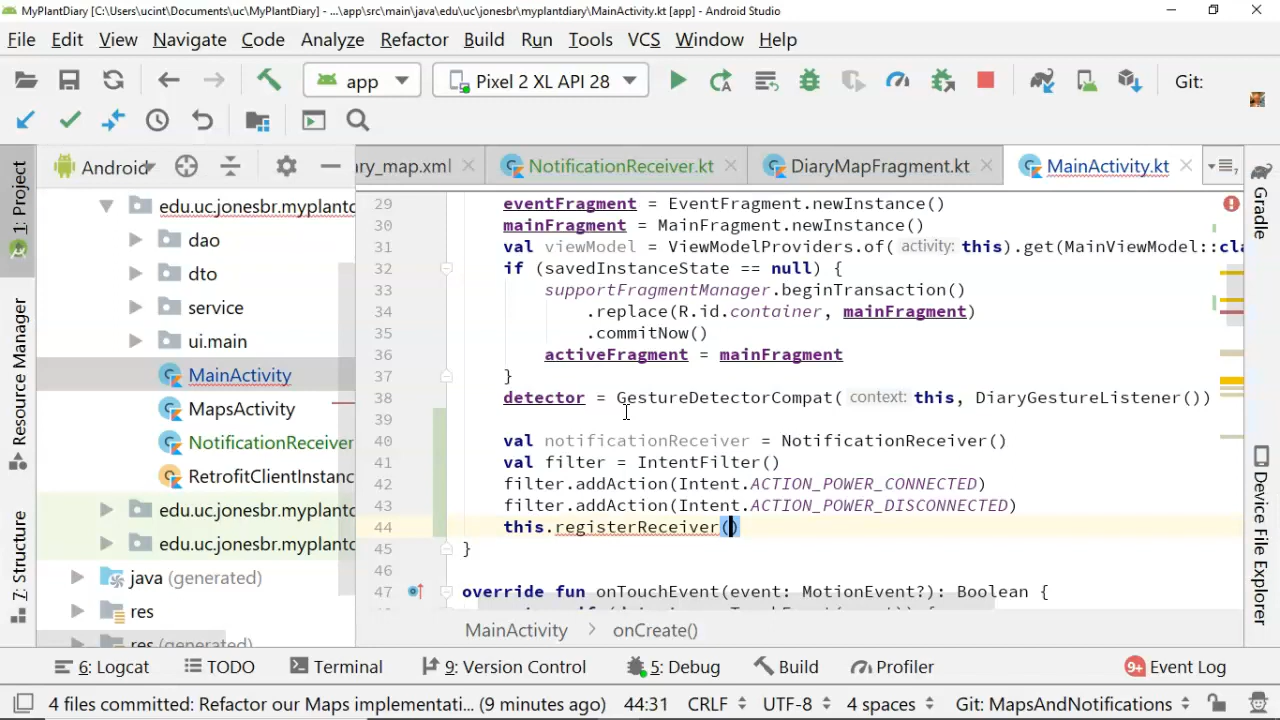 MyPlantDiary [C:\Users\ucint\Documents\uc\MyPlantDiary] - ...\app\src\main\java\edu\uc\jonesbr\myplantdiary\MainActivity.kt [app] - Android Studio
File Edit View Navigate Code Analyze Refactor Build Run Tools VCS Window Help
app Pixel 2 XL API 28 Git:
Android ary_map.xml NotificationReceiver.kt DiaryMapFragment.kt MainActivity.kt
1: Project
Resource Manager
7: Structure
edu.uc.jonesbr.myplantd
dao
dto
service
ui.main
MainActivity
MapsActivity
NotificationReceiver
RetrofitClientInstanc
edu.uc.jonesbr.myplantd
edu.uc.jonesbr.myplantd
java (generated)
res
res (generated)
29 eventFragment = EventFragment.newInstance()
30 mainFragment = MainFragment.newInstance()
31 val viewModel = ViewModelProviders.of( activity: this).get(MainViewModel::cla
32 if (savedInstanceState == null) {
33 supportFragmentManager.beginTransaction()
34 .replace(R.id.container, mainFragment)
35 .commitNow()
36 activeFragment = mainFragment
37 }
38 detector = GestureDetectorCompat( context: this, DiaryGestureListener())
39
40 val notificationReceiver = NotificationReceiver()
41 val filter = IntentFilter()
42 filter.addAction(Intent.ACTION_POWER_CONNECTED)
43 filter.addAction(Intent.ACTION_POWER_DISCONNECTED)
44 this.registerReceiver()
45 }
46
47 override fun onTouchEvent(event: MotionEvent?): Boolean {
MainActivity > onCreate()
Gradle
Device File Explorer
6: Logcat TODO Terminal 9: Version Control 5: Debug Build Profiler 9+ Event Log
4 files committed: Refactor our Maps implementati... (9 minutes ago) 44:31 CRLF UTF-8 4 spaces Git: MapsAndNotifications